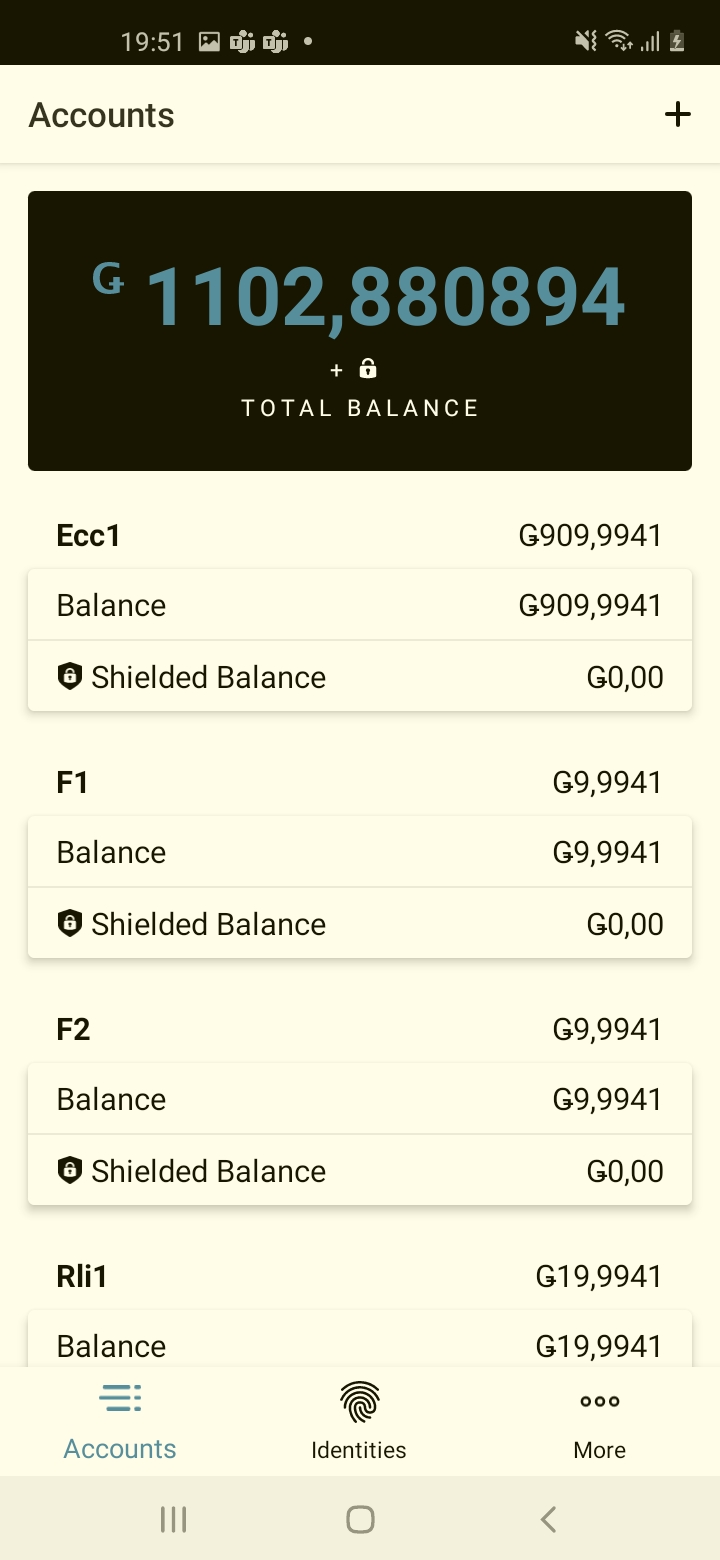 19:51
Accounts
Ǥ 1102,880894
+
TOTAL BALANCE
Ecc1 Ǥ909,9941
Balance Ǥ909,9941
Shielded Balance Ǥ0,00
F1 Ǥ9,9941
Balance Ǥ9,9941
Shielded Balance Ǥ0,00
F2 Ǥ9,9941
Balance Ǥ9,9941
Shielded Balance Ǥ0,00
Rli1 Ǥ19,9941
Balance Ǥ19,9941
Accounts Identities More